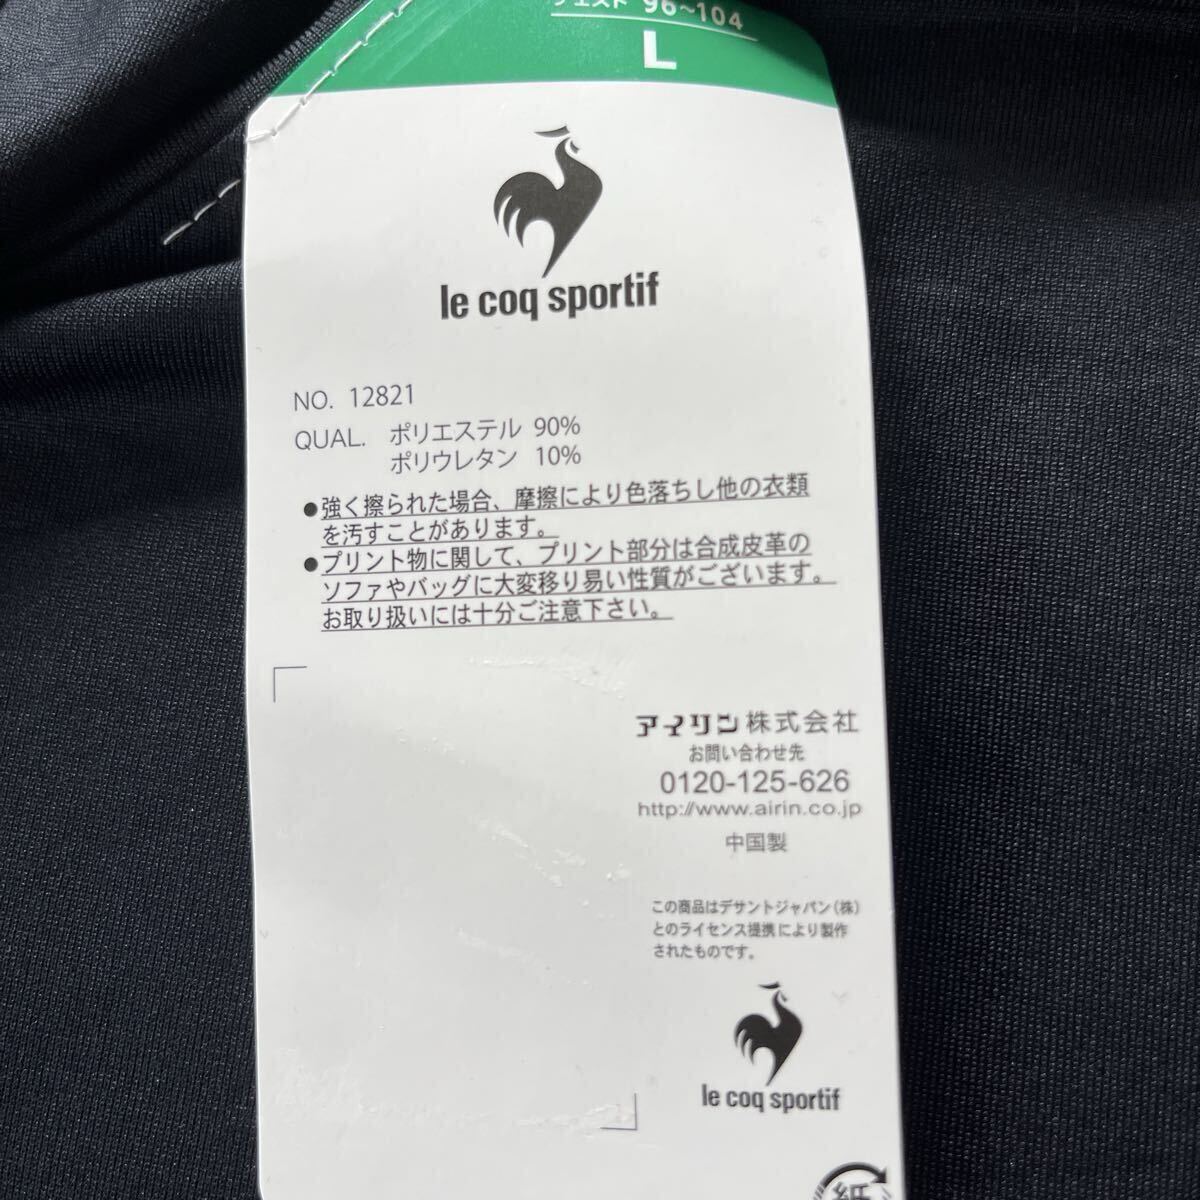 96~104
L
le coq sportif
NO. 12821
QUAL. ポリエステル 90%
ポリウレタン 10%
●強く擦られた場合、摩擦により色落ちし他の衣類
を汚すことがあります。
●プリント物に関して、プリント部分は合成皮革の
ソファやバッグに大変移り易い性質がございます。
お取り扱いには十分ご注意下さい。
アイリン株式会社
お問い合わせ先
0120-125-626
http://www.airin.co.jp
中国製
この商品はデサントジャパン(株)
とのライセンス提携により製作
されたものです。
le coq sportif
紙